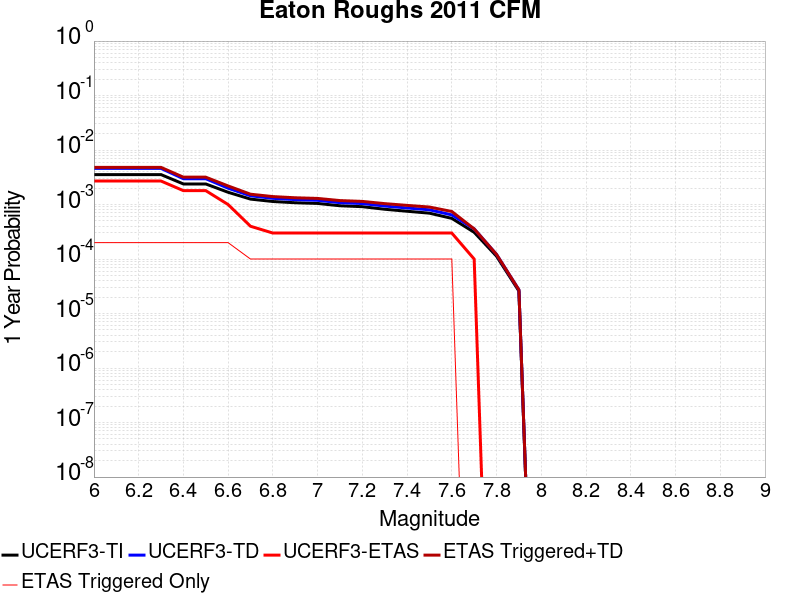 Eaton Roughs 2011 CFM
1 Year Probability
10^0
10^-1
10^-2
10^-3
10^-4
10^-5
10^-6
10^-7
10^-8
6 6.2 6.4 6.6 6.8 7 7.2 7.4 7.6 7.8 8 8.2 8.4 8.6 8.8 9
Magnitude
UCERF3-TI UCERF3-TD UCERF3-ETAS ETAS Triggered+TD
ETAS Triggered Only